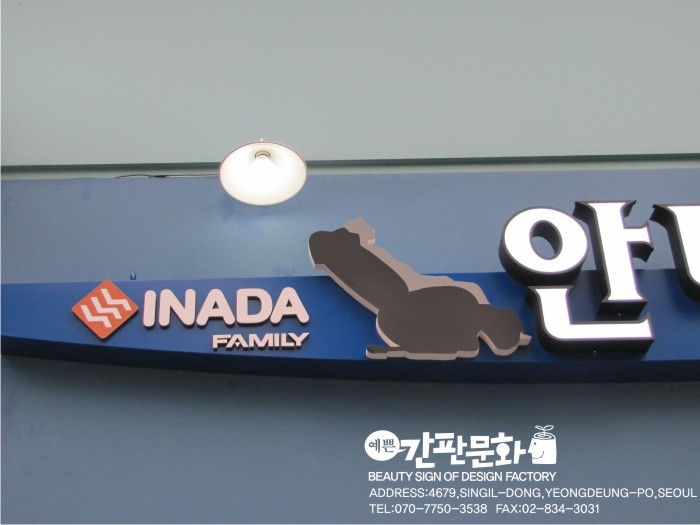 INADA
FAMILY
안
예쁜 간판문화
BEAUTY SIGN OF DESIGN FACTORY
ADDRESS:4679,SINGIL-DONG,YEONGDEUNG-PO,SEOUL
TEL:070-7750-3538 FAX:02-834-3031